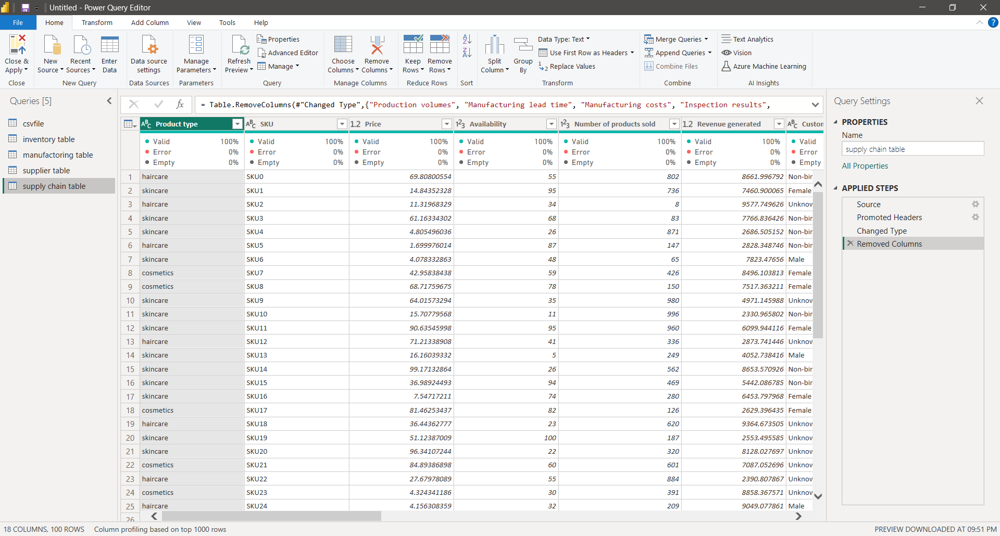 Untitled - Power Query Editor
File Home Transform Add Column View Tools Help ?
Close & Apply
New Source
Recent Sources
Enter Data
Data source settings
Manage Parameters
Refresh Preview
Properties
Advanced Editor
Manage
Choose Columns
Remove Columns
Keep Rows
Remove Rows
Split Column
Group By
Data Type: Text
Use First Row as Headers
Replace Values
Merge Queries
Append Queries
Combine Files
Text Analytics
Vision
Azure Machine Learning
Close New Query Data Sources Parameters Query Manage Columns Reduce Rows Sort Transform Combine AI Insights
Queries [5]
csvfile
inventory table
manufactoring table
supplier table
supply chain table
fx = Table.RemoveColumns(#"Changed Type",{"Production volumes", "Manufacturing lead time", "Manufacturing costs", "Inspection results",
ABC Product type ABC SKU 1.2 Price 123 Availability 123 Number of products sold 1.2 Revenue generated ABC Custon
Valid 100% Valid 100% Valid 100% Valid 100% Valid 100% Valid 100% Valid
Error 0% Error 0% Error 0% Error 0% Error 0% Error 0% Error
Empty 0% Empty 0% Empty 0% Empty 0% Empty 0% Empty 0% Empty
1 haircare SKU0 69.80800554 55 802 8661.996792 Non-bir
2 skincare SKU1 14.84352328 95 736 7460.900065 Female
3 haircare SKU2 11.31968329 34 8 9577.749626 Unknov
4 skincare SKU3 61.16334302 68 83 7766.836426 Non-bir
5 skincare SKU4 4.805496036 26 871 2686.505152 Non-bir
6 haircare SKU5 1.699976014 87 147 2828.348746 Non-bir
7 skincare SKU6 4.078332863 48 65 7823.47656 Male
8 cosmetics SKU7 42.95838438 59 426 8496.103813 Female
9 cosmetics SKU8 68.71759675 78 150 7517.363211 Female
10 skincare SKU9 64.01573294 35 980 4971.145988 Unknov
11 skincare SKU10 15.70779568 11 996 2330.965802 Non-bir
12 skincare SKU11 90.63545998 95 960 6099.944116 Female
13 haircare SKU12 71.21338908 41 336 2873.741446 Unknov
14 skincare SKU13 16.16039332 5 249 4052.738416 Male
15 skincare SKU14 99.17132864 26 562 8653.570926 Non-bir
16 skincare SKU15 36.98924493 94 469 5442.086785 Non-bir
17 skincare SKU16 7.54717211 74 280 6453.797968 Female
18 cosmetics SKU17 81.46253437 82 126 2629.396435 Female
19 haircare SKU18 36.44362777 23 620 9364.673505 Unknov
20 skincare SKU19 51.12387009 100 187 2553.495585 Unknov
21 skincare SKU20 96.34107244 22 320 8128.027697 Unknov
22 cosmetics SKU21 84.89386898 60 601 7087.052696 Unknov
23 haircare SKU22 27.67978089 55 884 2390.807867 Unknov
24 cosmetics SKU23 4.324341186 30 391 8858.367571 Unknov
25 haircare SKU24 4.156308359 32 209 9049.077861 Male
26
Query Settings
PROPERTIES
Name
supply chain table
All Properties
APPLIED STEPS
Source
Promoted Headers
Changed Type
Removed Columns
18 COLUMNS, 100 ROWS Column profiling based on top 1000 rows PREVIEW DOWNLOADED AT 09:51 PM